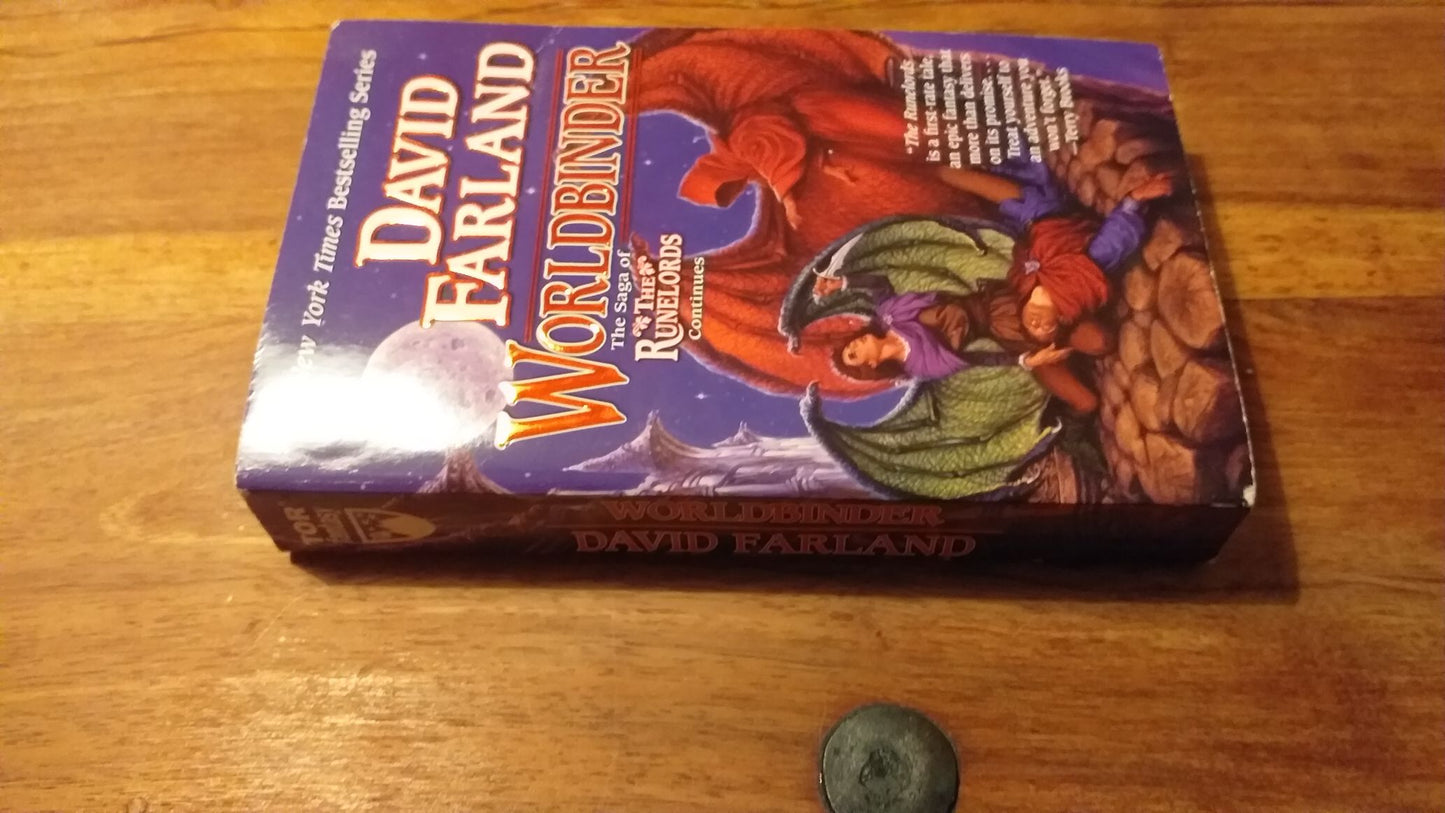 New York Times Bestselling Series
DAVID
FARLAND
WORLDBINDER
The Saga of
THE
RUNELORDS
Continues
"The Runelords
is a first-rate tale,
an epic fantasy that
more than delivers
on its promise. . .
Treat yourself to
an adventure you
won't forget."
—Terry Brooks
TOR
WORLDBINDER
DAVID FARLAND